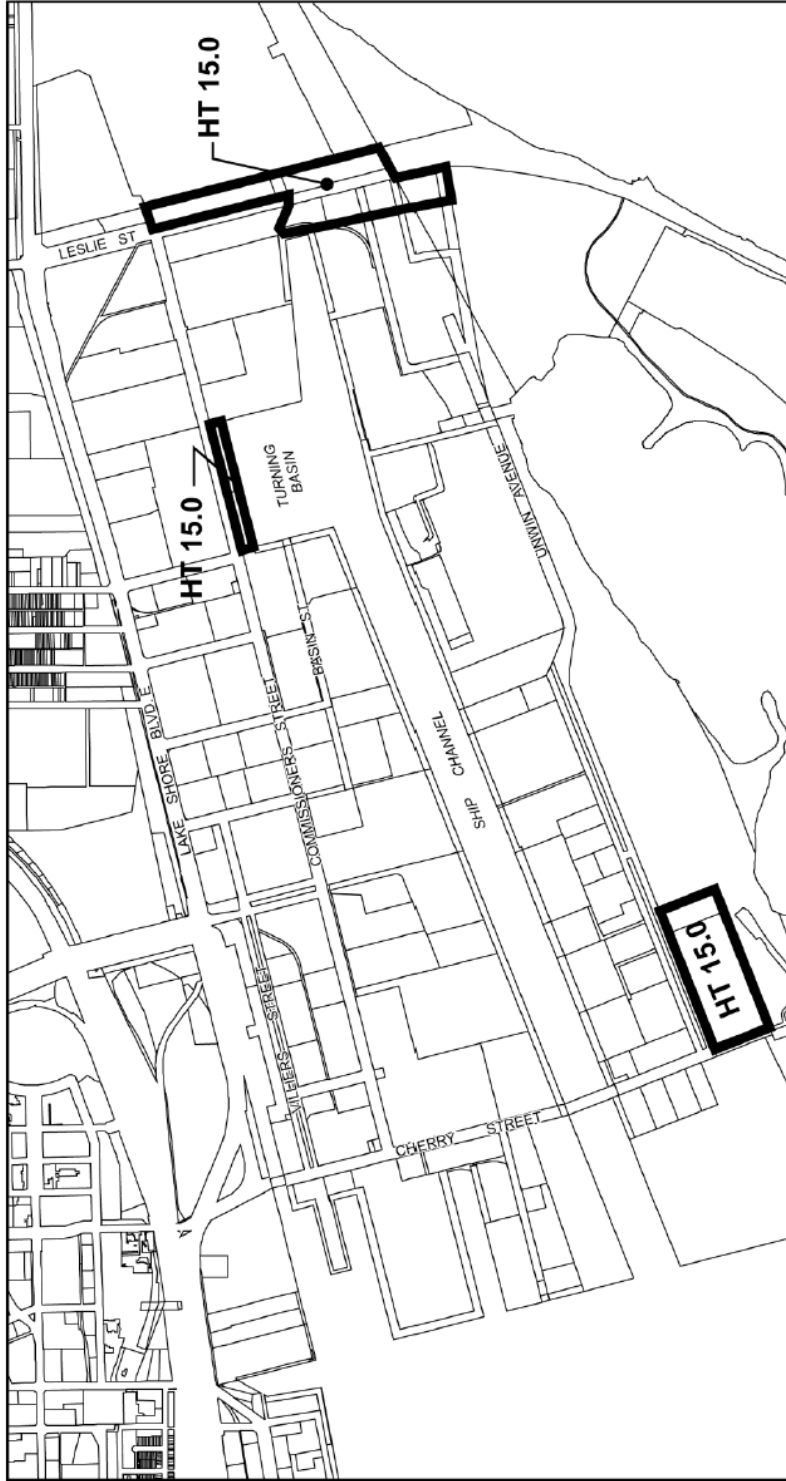 HT 15.0
LESLIE ST
HT 15.0
TURNING
BASIN
UNWIN AVENUE
BASIN ST
LAKE SHORE BLVD E
COMMISSIONERS STREET
SHIP CHANNEL
VILLIERS STREET
HT 15.0
CHERRY STREET